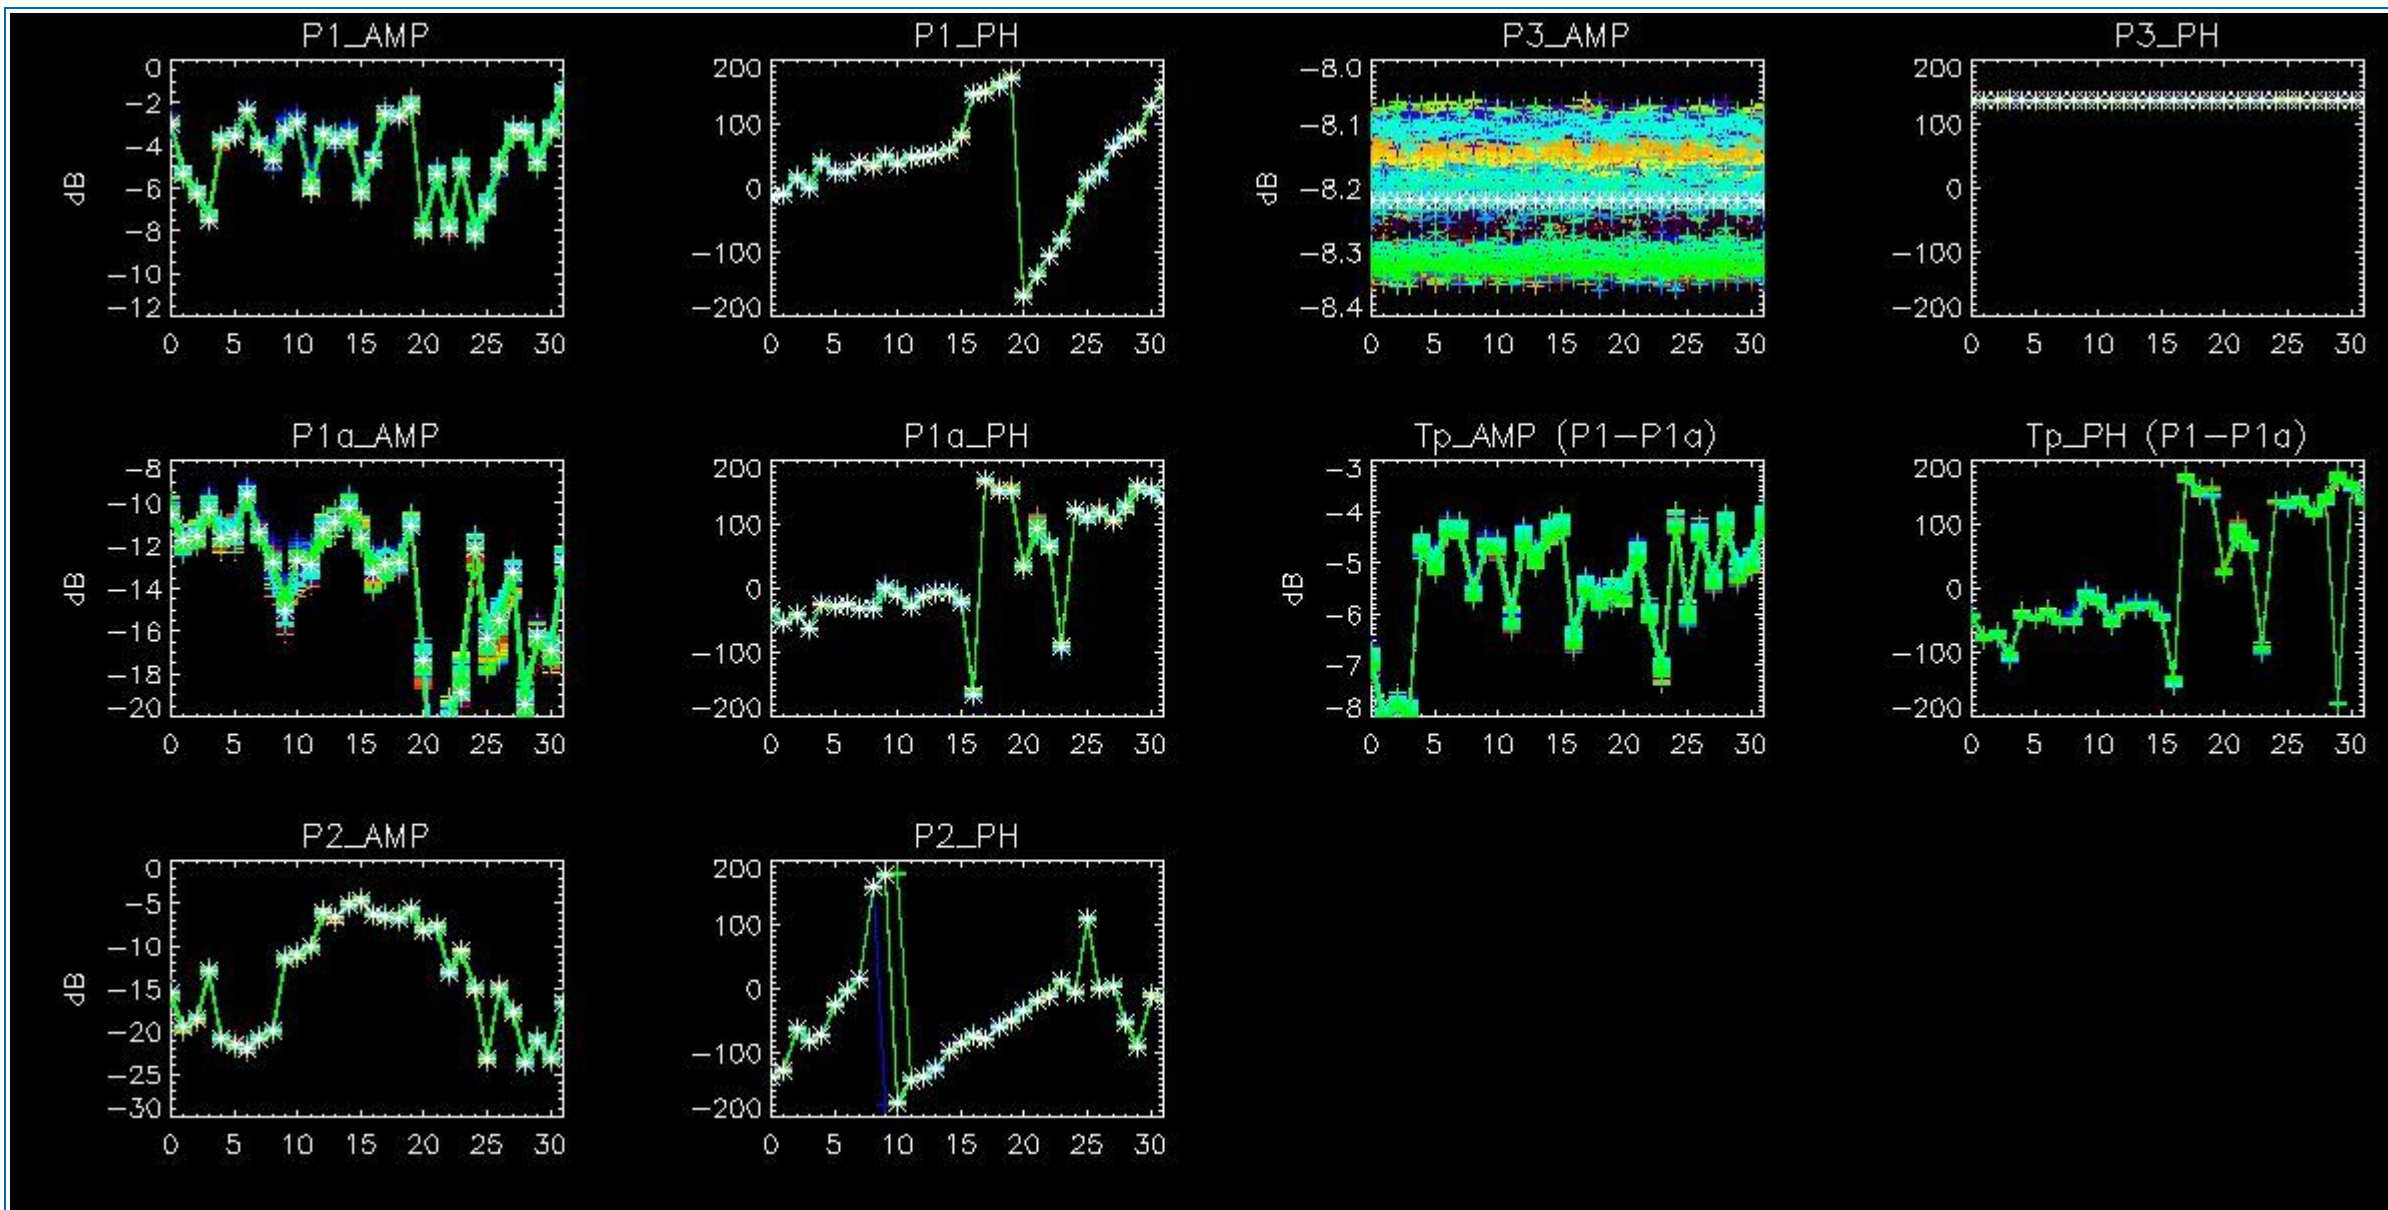 P1_AMP
0
−2
−4
−6
−8
−10
−12
dB
0 5 10 15 20 25 30
P1_PH
200
100
0
−100
−200
0 5 10 15 20 25 30
P3_AMP
−8.0
−8.1
−8.2
−8.3
−8.4
dB
0 5 10 15 20 25 30
P3_PH
200
100
0
−100
−200
0 5 10 15 20 25 30
P1a_AMP
−8
−10
−12
−14
−16
−18
−20
dB
0 5 10 15 20 25 30
P1a_PH
200
100
0
−100
−200
0 5 10 15 20 25 30
Tp_AMP (P1−P1a)
−3
−4
−5
−6
−7
−8
dB
0 5 10 15 20 25 30
Tp_PH (P1−P1a)
200
100
0
−100
−200
0 5 10 15 20 25 30
P2_AMP
0
−5
−10
−15
−20
−25
−30
dB
0 5 10 15 20 25 30
P2_PH
200
100
0
−100
−200
0 5 10 15 20 25 30